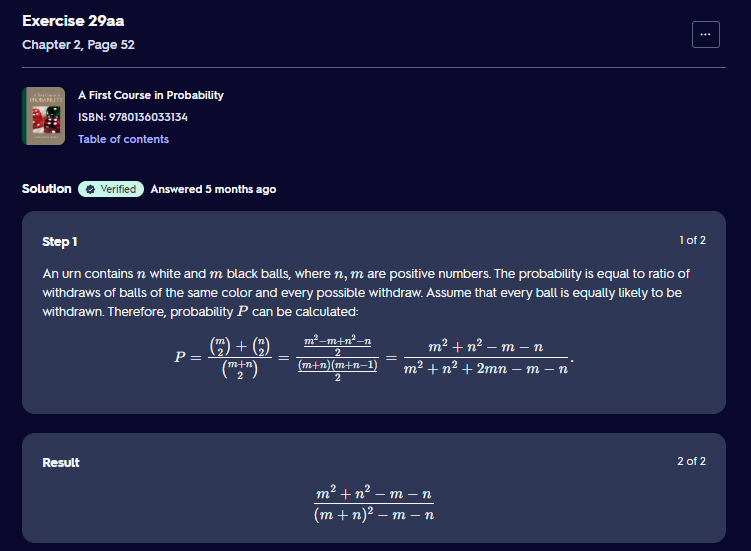 Exercise 29aa
Chapter 2, Page 52
...
A First Course in
PROBABILITY
A First Course in Probability
ISBN: 9780136033134
Table of contents
Solution Verified Answered 5 months ago
Step 1
1 of 2
An urn contains n white and m black balls, where n, m are positive numbers. The probability is equal to ratio of
withdraws of balls of the same color and every possible withdraw. Assume that every ball is equally likely to be
withdrawn. Therefore, probability P can be calculated:
P = \frac{\binom{m}{2} + \binom{n}{2}}{\binom{m+n}{2}} = \frac{\frac{m^2-m+n^2-n}{2}}{\frac{(m+n)(m+n-1)}{2}} = \frac{m^2 + n^2 - m - n}{m^2 + n^2 + 2mn - m - n}.
Result
2 of 2
\frac{m^2 + n^2 - m - n}{(m + n)^2 - m - n}